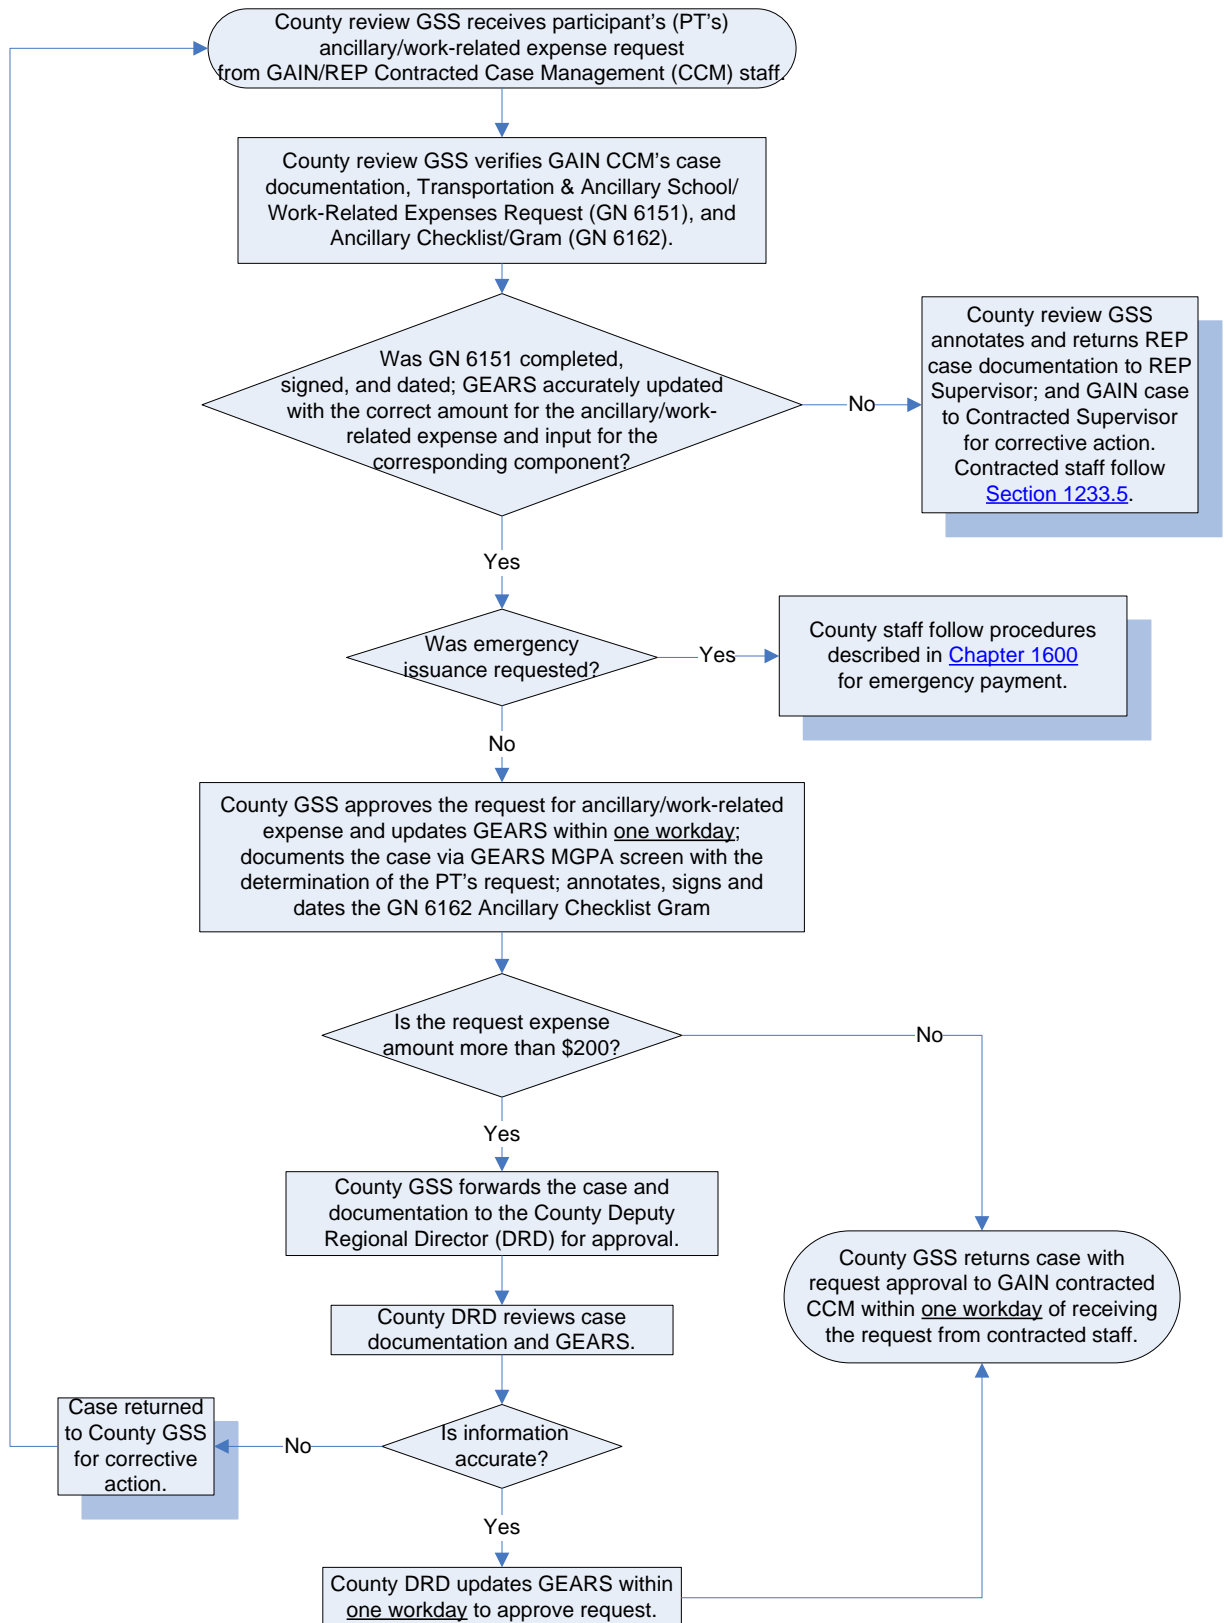 County review GSS receives participant's (PT's)
ancillary/work-related expense request
from GAIN/REP Contracted Case Management (CCM) staff.
County review GSS verifies GAIN CCM's case
documentation, Transportation & Ancillary School/
Work-Related Expenses Request (GN 6151), and
Ancillary Checklist/Gram (GN 6162).
Was GN 6151 completed,
signed, and dated; GEARS accurately updated
with the correct amount for the ancillary/work-
related expense and input for the
corresponding component?
No
County review GSS
annotates and returns REP
case documentation to REP
Supervisor; and GAIN case
to Contracted Supervisor
for corrective action.
Contracted staff follow
Section 1233.5.
Yes
Was emergency
issuance requested?
Yes
County staff follow procedures
described in Chapter 1600
for emergency payment.
No
County GSS approves the request for ancillary/work-related
expense and updates GEARS within one workday;
documents the case via GEARS MGPA screen with the
determination of the PT's request; annotates, signs and
dates the GN 6162 Ancillary Checklist Gram
Is the request expense
amount more than $200?
No
Yes
County GSS forwards the case and
documentation to the County Deputy
Regional Director (DRD) for approval.
County GSS returns case with
request approval to GAIN contracted
CCM within one workday of receiving
the request from contracted staff.
County DRD reviews case
documentation and GEARS.
Is information
accurate?
No
Case returned
to County GSS
for corrective
action.
Yes
County DRD updates GEARS within
one workday to approve request.